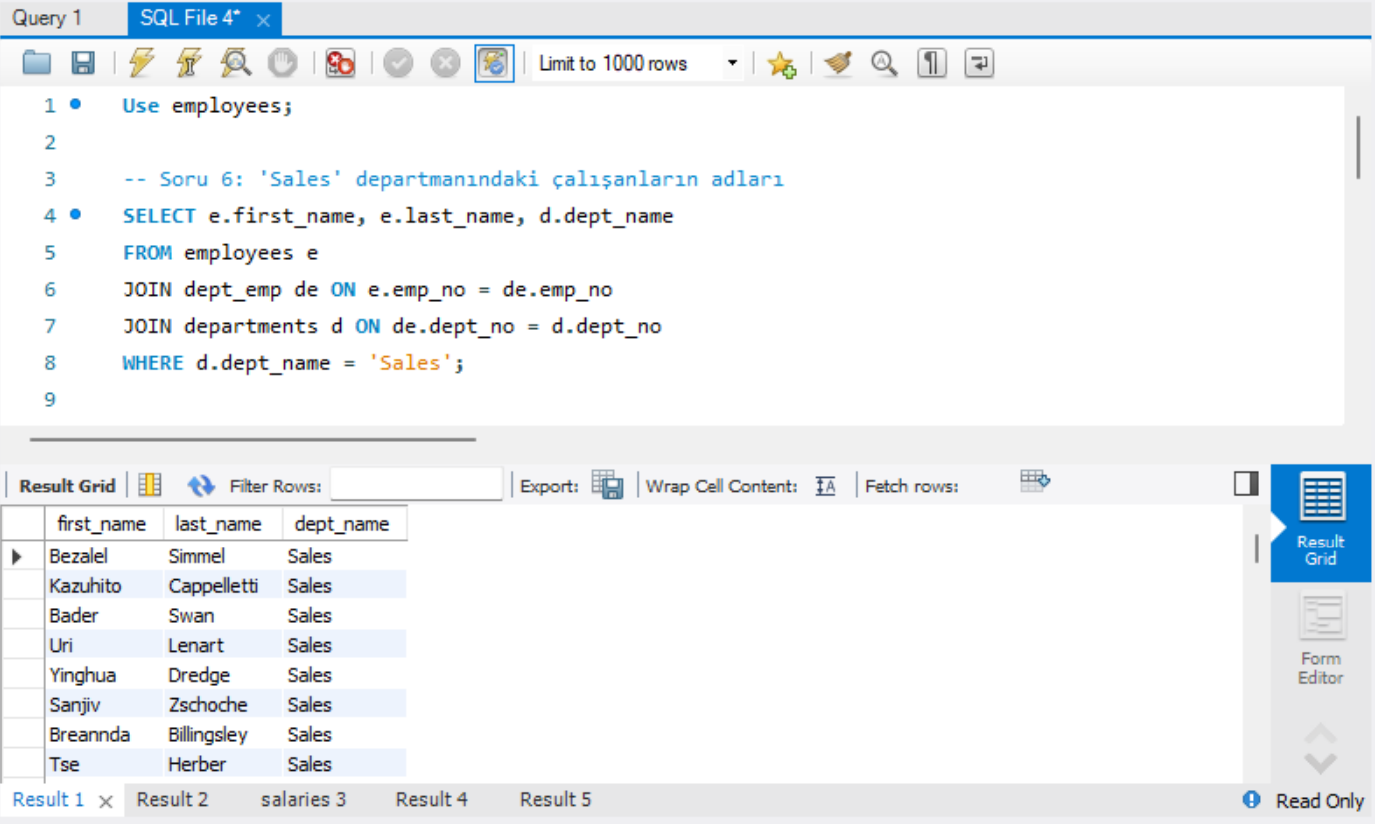 Query 1 SQL File 4*
Limit to 1000 rows
1 Use employees;
2
3 -- Soru 6: 'Sales' departmanındaki çalışanların adları
4 SELECT e.first_name, e.last_name, d.dept_name
5 FROM employees e
6 JOIN dept_emp de ON e.emp_no = de.emp_no
7 JOIN departments d ON de.dept_no = d.dept_no
8 WHERE d.dept_name = 'Sales';
9
Result Grid Filter Rows: Export: Wrap Cell Content: Fetch rows:
first_name last_name dept_name
Bezalel Simmel Sales
Kazuhito Cappelletti Sales
Bader Swan Sales
Uri Lenart Sales
Yinghua Dredge Sales
Sanjiv Zschoche Sales
Breannda Billingsley Sales
Tse Herber Sales
Result
Grid
Form
Editor
Result 1 Result 2 salaries 3 Result 4 Result 5 Read Only